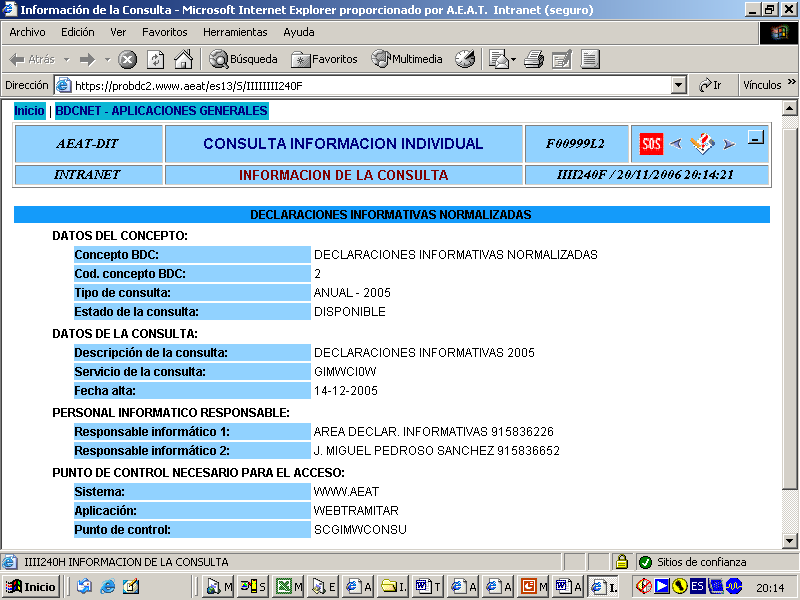 Información de la Consulta - Microsoft Internet Explorer proporcionado por A.E.A.T. Intranet (seguro)
Archivo Edición Ver Favoritos Herramientas Ayuda
Atrás Búsqueda Favoritos Multimedia
Dirección https://probdc2.www.aeat/es13/S/IIIIIIII240F Ir Vínculos »
Inicio | BDCNET - APLICACIONES GENERALES
AEAT-DIT CONSULTA INFORMACION INDIVIDUAL F00999L2 SOS
INTRANET INFORMACION DE LA CONSULTA IIII240F / 20/11/2006 20:14:21
DECLARACIONES INFORMATIVAS NORMALIZADAS
DATOS DEL CONCEPTO:
Concepto BDC: DECLARACIONES INFORMATIVAS NORMALIZADAS
Cod. concepto BDC: 2
Tipo de consulta: ANUAL - 2005
Estado de la consulta: DISPONIBLE
DATOS DE LA CONSULTA:
Descripción de la consulta: DECLARACIONES INFORMATIVAS 2005
Servicio de la consulta: GIMWCI0W
Fecha alta: 14-12-2005
PERSONAL INFORMATICO RESPONSABLE:
Responsable informático 1: AREA DECLAR. INFORMATIVAS 915836226
Responsable informático 2: J. MIGUEL PEDROSO SANCHEZ 915836652
PUNTO DE CONTROL NECESARIO PARA EL ACCESO:
Sistema: WWW.AEAT
Aplicación: WEBTRAMITAR
Punto de control: SCGIMWCONSU
IIII240H INFORMACION DE LA CONSULTA Sitios de confianza
Inicio M S M E A I T A A M A I. ES 20:14